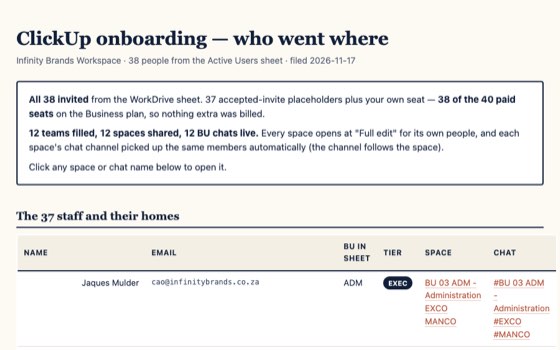 ClickUp onboarding — who went where
Infinity Brands Workspace · 38 people from the Active Users sheet · filed 2026-11-17
All 38 invited from the WorkDrive sheet. 37 accepted-invite placeholders plus your own seat — 38 of the 40 paid
seats on the Business plan, so nothing extra was billed.
12 teams filled, 12 spaces shared, 12 BU chats live. Every space opens at "Full edit" for its own people, and each
space's chat channel picked up the same members automatically (the channel follows the space).
Click any space or chat name below to open it.
The 37 staff and their homes
NAME EMAIL BU IN SHEET TIER SPACE CHAT
Jaques Mulder cao@infinitybrands.co.za ADM EXEC BU 03 ADM - #BU 03 ADM
Administration -
EXCO Administration
MANCO #EXCO
#MANCO